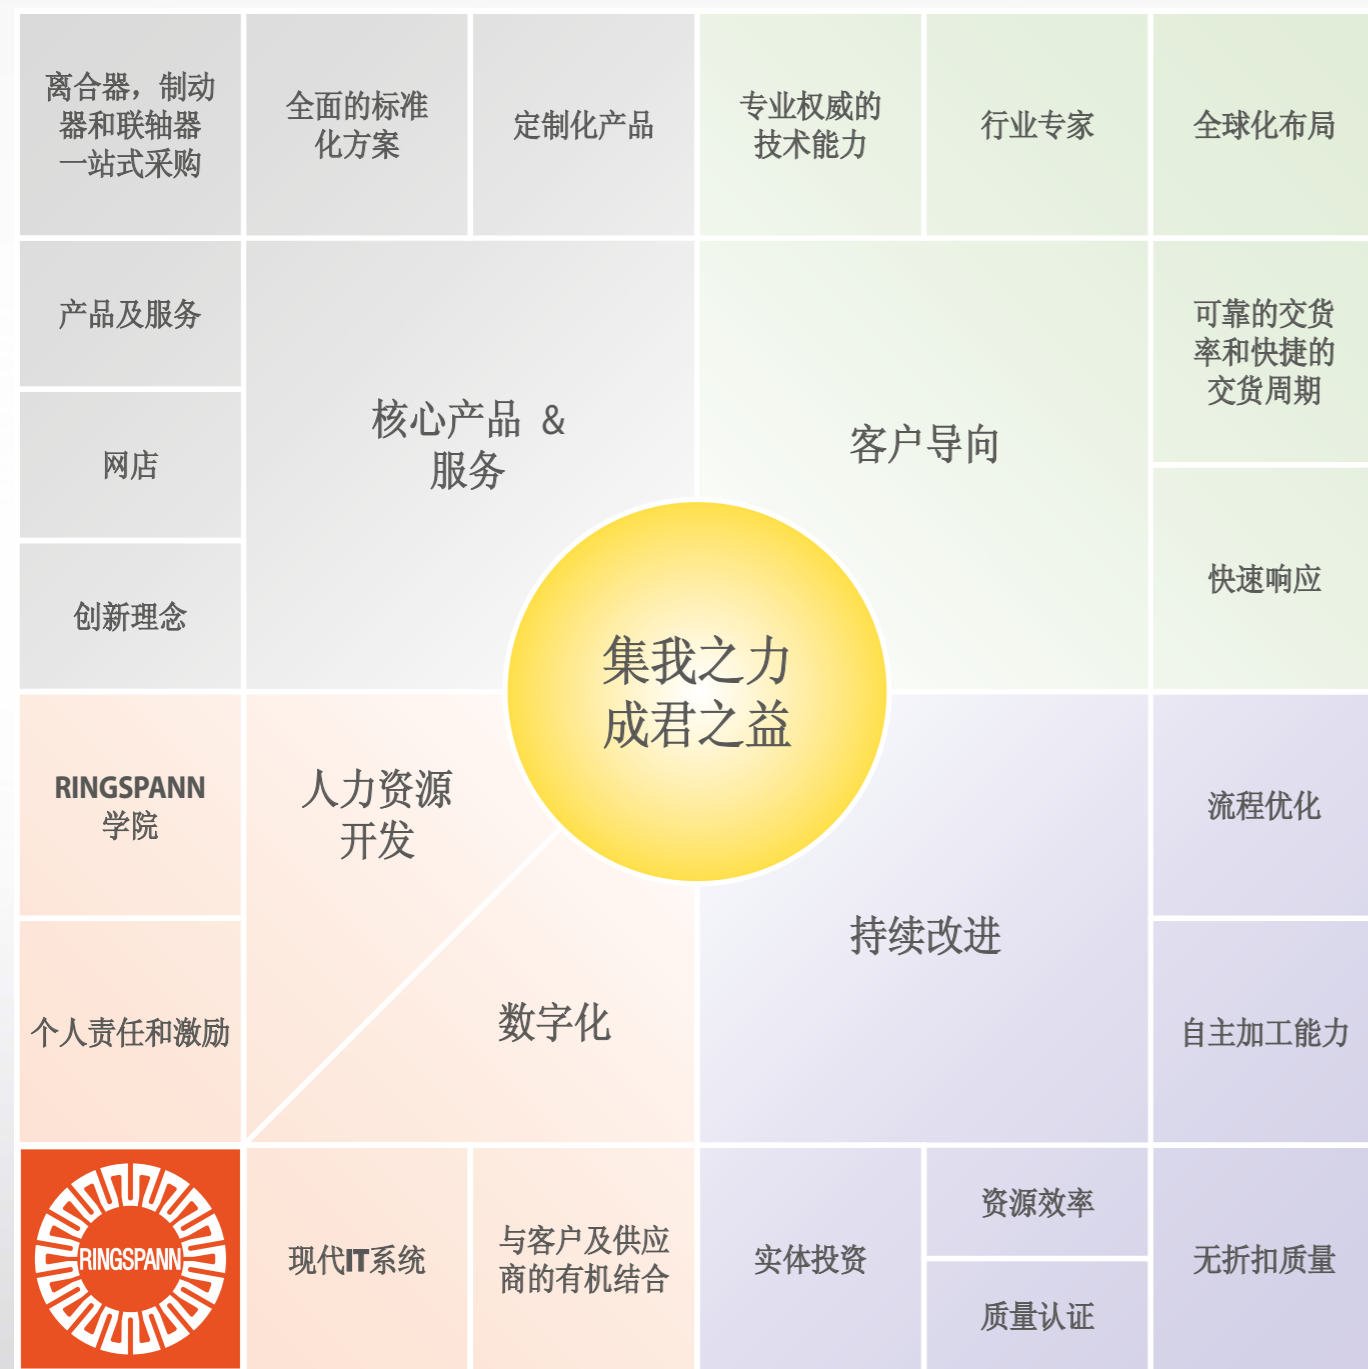 离合器，制动
器和联轴器
一站式采购
全面的标准
化方案
定制化产品
专业权威的
技术能力
行业专家
全球化布局
产品及服务
网店
创新理念
核心产品 &
服务
客户导向
可靠的交货
率和快捷的
交货周期
快速响应
集我之力
成君之益
RINGSPANN
学院
个人责任和激励
人力资源
开发
数字化
持续改进
流程优化
自主加工能力
RINGSPANN
现代IT系统
与客户及供应
商的有机结合
实体投资
资源效率
质量认证
无折扣质量